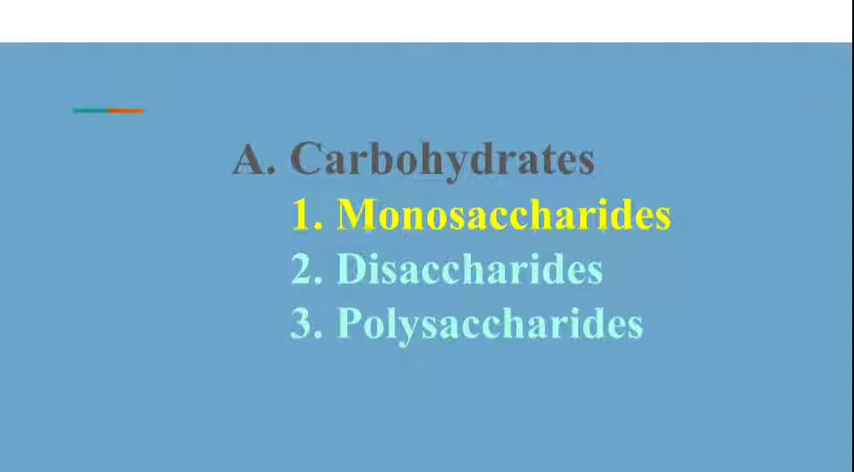 A. Carbohydrates
1. Monosaccharides
2. Disaccharides
3. Polysaccharides